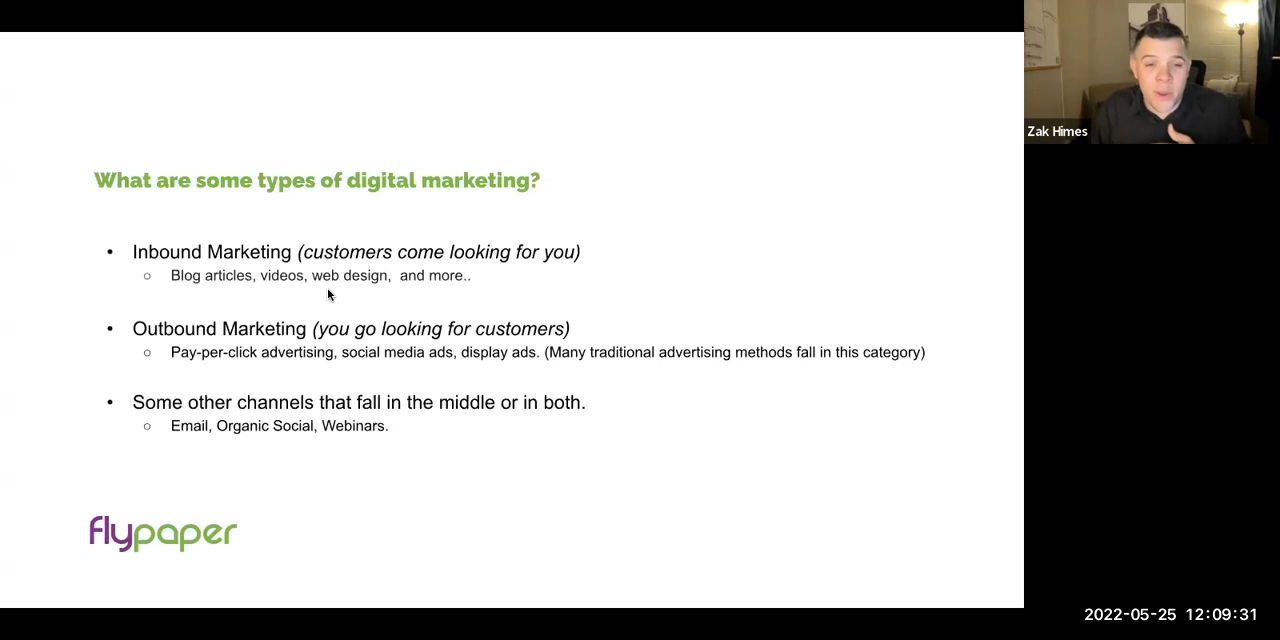 What are some types of digital marketing?
• Inbound Marketing (customers come looking for you)
○ Blog articles, videos, web design,  and more..
• Outbound Marketing (you go looking for customers)
○ Pay-per-click advertising, social media ads, display ads. (Many traditional advertising methods fall in this category)
• Some other channels that fall in the middle or in both.
○ Email, Organic Social, Webinars.
flypaper
Zak Himes
2022-05-25 12:09:31